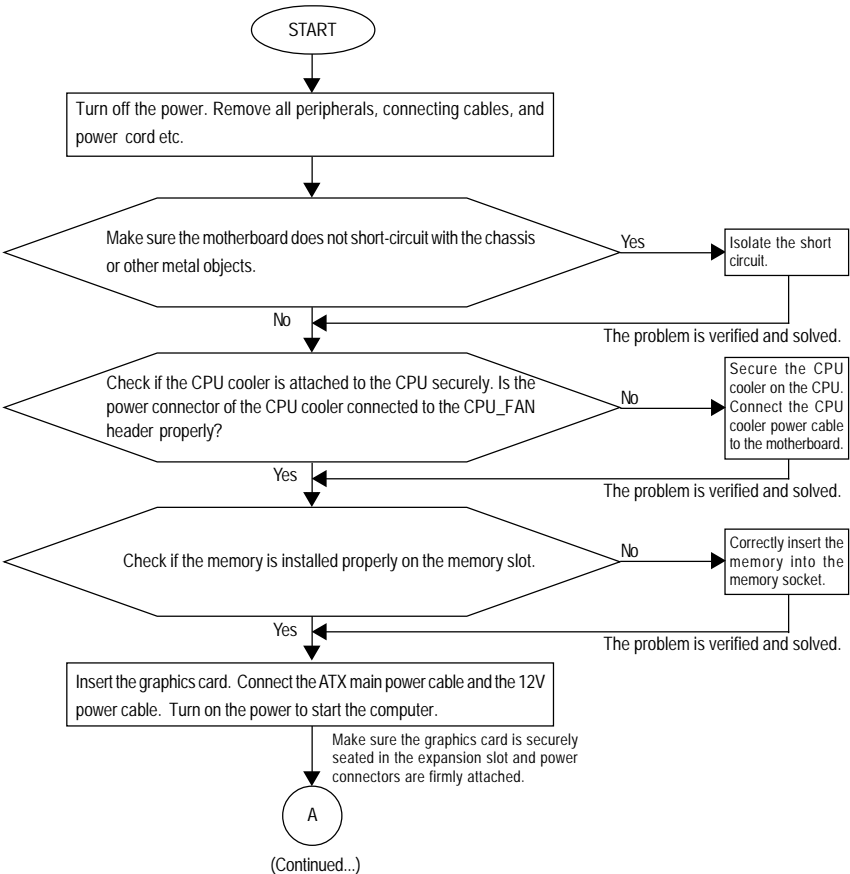 START
Turn off the power. Remove all peripherals, connecting cables, and
power cord etc.
Make sure the motherboard does not short-circuit with the chassis
or other metal objects.
Yes
Isolate the short
circuit.
No
The problem is verified and solved.
Check if the CPU cooler is attached to the CPU securely. Is the
power connector of the CPU cooler connected to the CPU_FAN
header properly?
No
Secure the CPU
cooler on the CPU.
Connect the CPU
cooler power cable
to the motherboard.
Yes
The problem is verified and solved.
Check if the memory is installed properly on the memory slot.
No
Correctly insert the
memory into the
memory socket.
Yes
The problem is verified and solved.
Insert the graphics card. Connect the ATX main power cable and the 12V
power cable. Turn on the power to start the computer.
Make sure the graphics card is securely
seated in the expansion slot and power
connectors are firmly attached.
A
(Continued...)